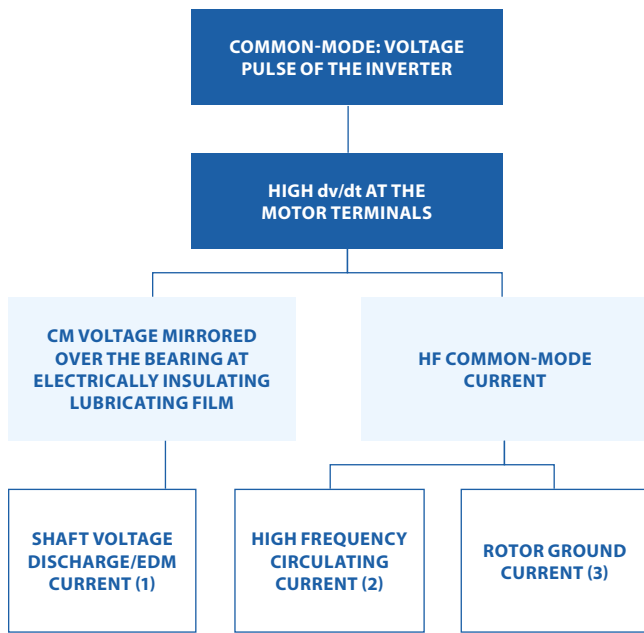 COMMON-MODE: VOLTAGE
PULSE OF THE INVERTER
HIGH dv/dt AT THE
MOTOR TERMINALS
CM VOLTAGE MIRRORED
OVER THE BEARING AT
ELECTRICALLY INSULATING
LUBRICATING FILM
HF COMMON-MODE
CURRENT
SHAFT VOLTAGE
DISCHARGE/EDM
CURRENT (1)
HIGH FREQUENCY
CIRCULATING
CURRENT (2)
ROTOR GROUND
CURRENT (3)